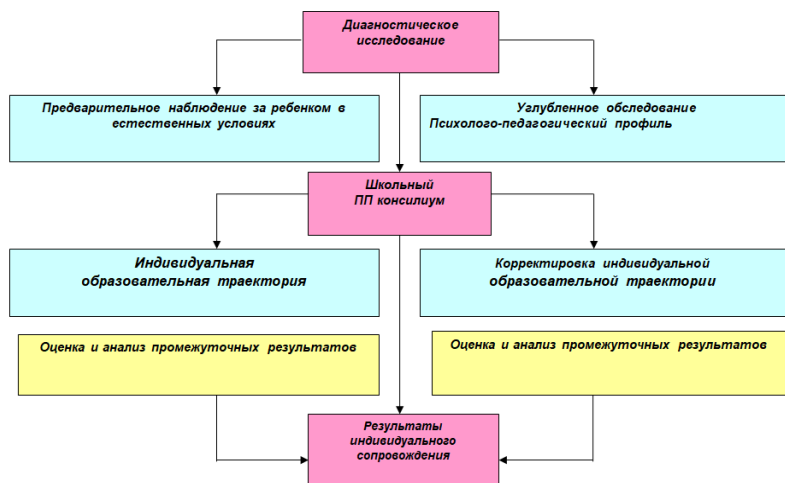 Диагностическое
исследование
Предварительное наблюдение за ребенком в
естественных условиях
Углубленное обследование
Психолого-педагогический профиль
Школьный
ПП консилиум
Индивидуальная
образовательная траектория
Корректировка индивидуальной
образовательной траектории
Оценка и анализ промежуточных результатов
Оценка и анализ промежуточных результатов
Результаты
индивидуального
сопровождения